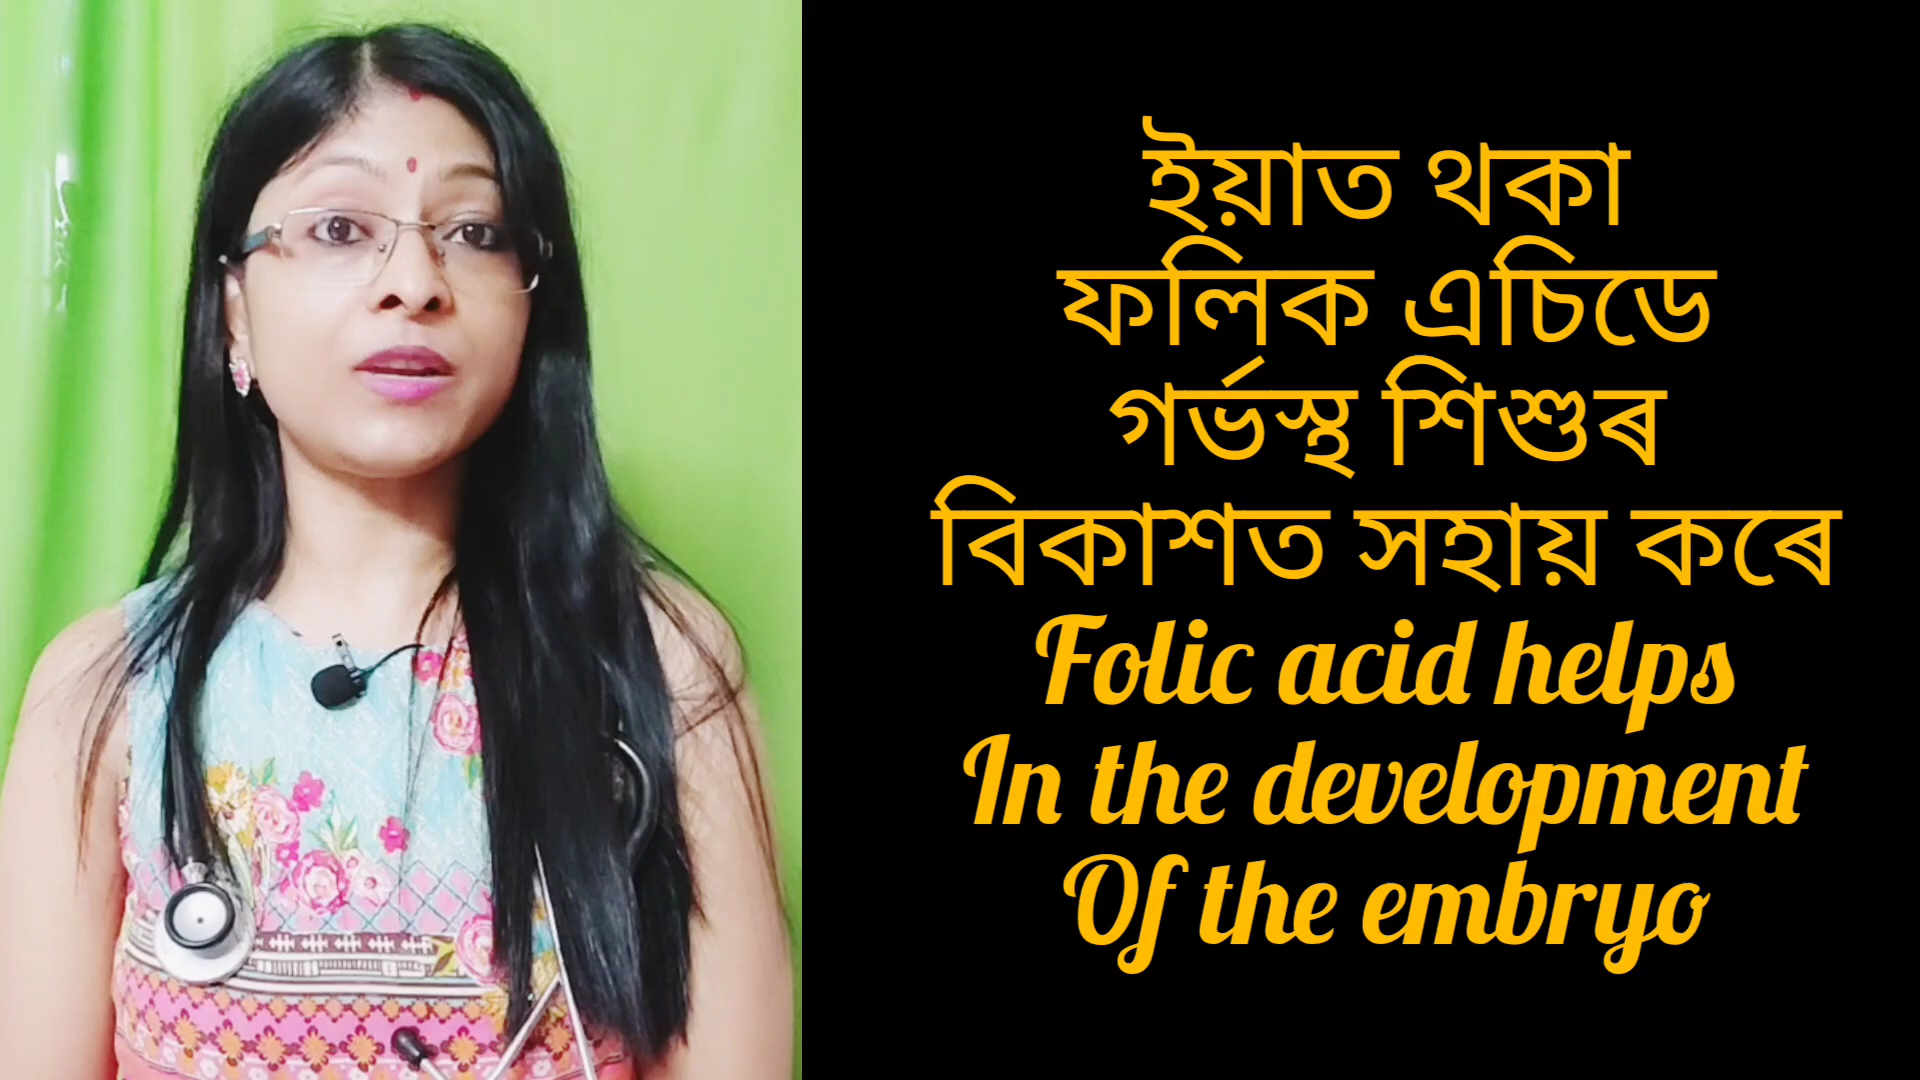 ইয়াত থকা
ফলিক এচিডে
গৰ্ভস্থ শিশুৰ
বিকাশত সহায় কৰে
Folic acid helps
In the development
Of the embryo